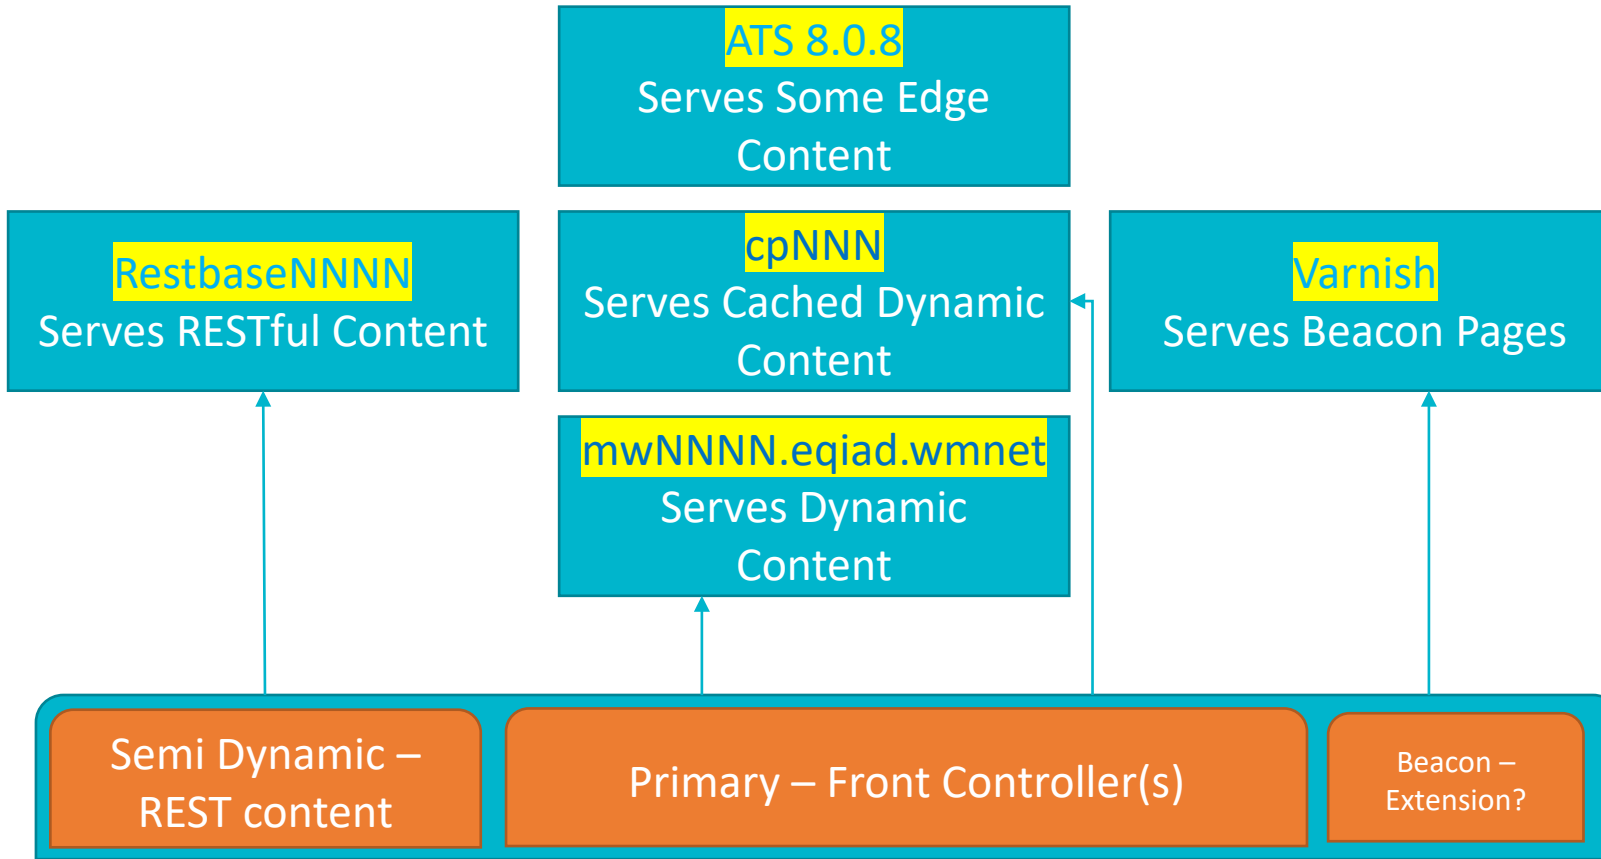 ATS 8.0.8
Serves Some Edge
Content
RestbaseNNNN
Serves RESTful Content
cpNNN
Serves Cached Dynamic
Content
Varnish
Serves Beacon Pages
mwNNNN.eqiad.wmnet
Serves Dynamic
Content
Semi Dynamic –
REST content
Primary – Front Controller(s)
Beacon –
Extension?